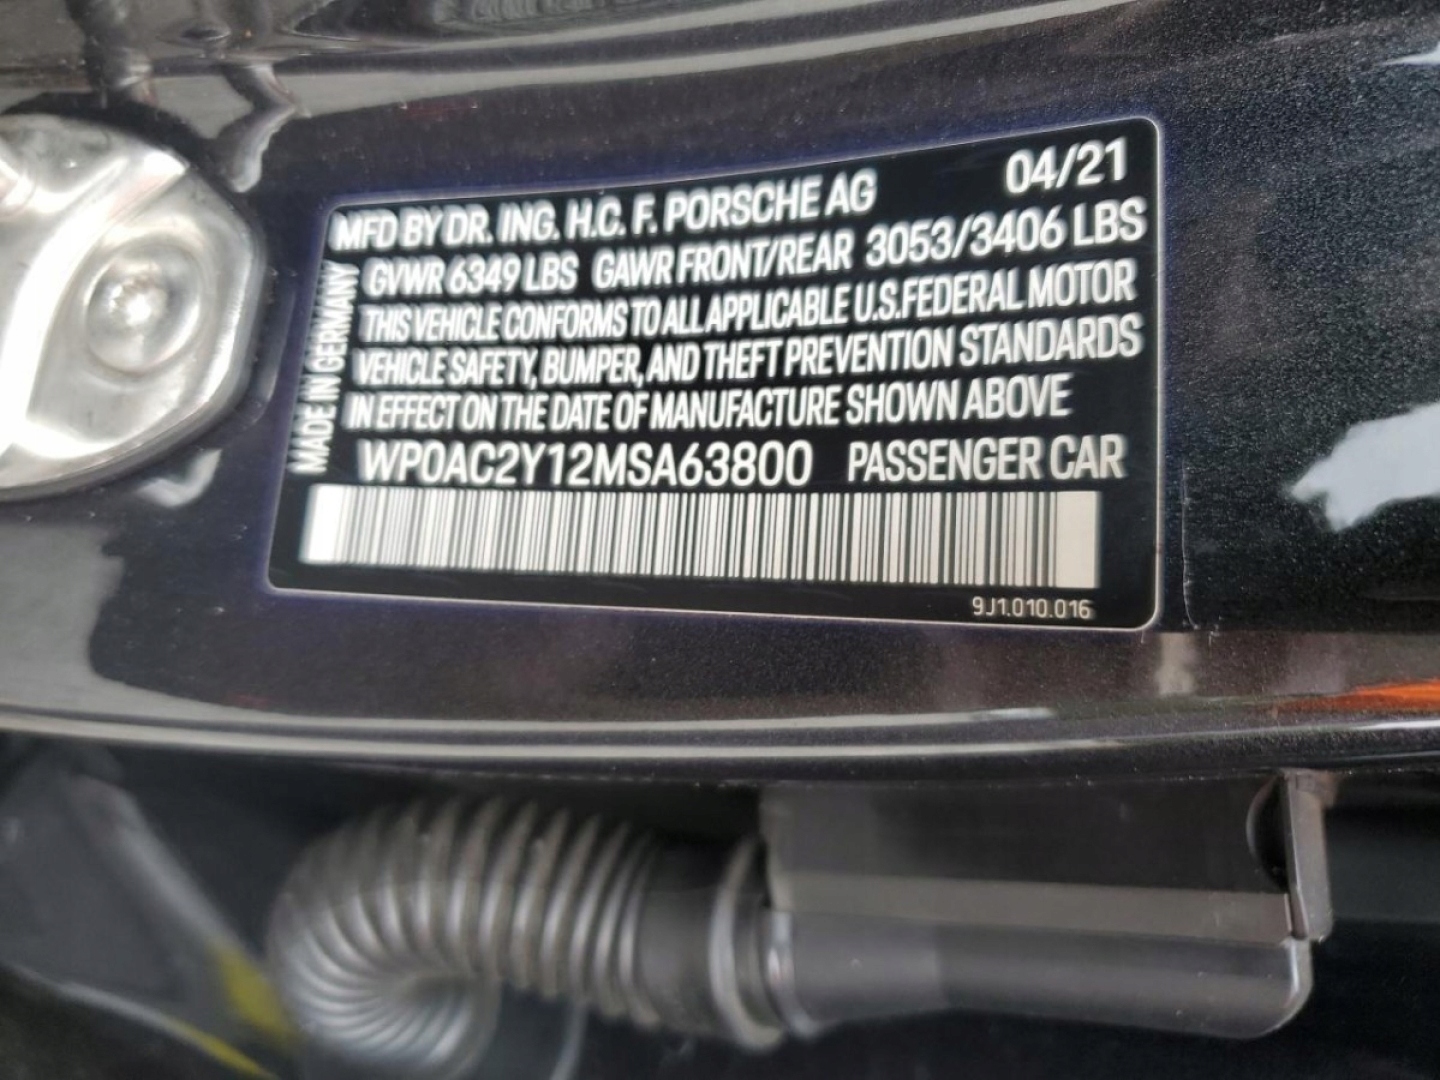 MFD BY DR. ING. H.C. F. PORSCHE AG 04/21
GVWR 6349 LBS GAWR FRONT/REAR 3053/3406 LBS
THIS VEHICLE CONFORMS TO ALL APPLICABLE U.S. FEDERAL MOTOR
VEHICLE SAFETY, BUMPER, AND THEFT PREVENTION STANDARDS
IN EFFECT ON THE DATE OF MANUFACTURE SHOWN ABOVE
WP0AC2Y12MSA63800 PASSENGER CAR
MADE IN GERMANY
9J1.010.016